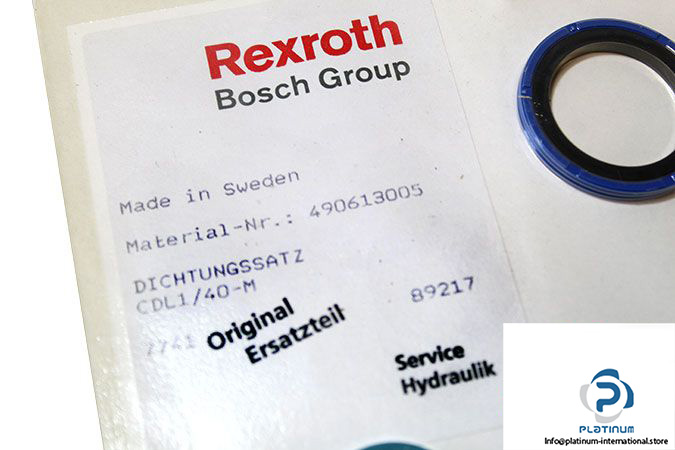 Rexroth
Bosch Group
Made in Sweden
Material-Nr.: 490613005
DICHTUNGSSATZ
CDL1/40-M
89217
7741
Original
Ersatzteil
Service
Hydraulik
PLATINUM
Info@platinum-international.store